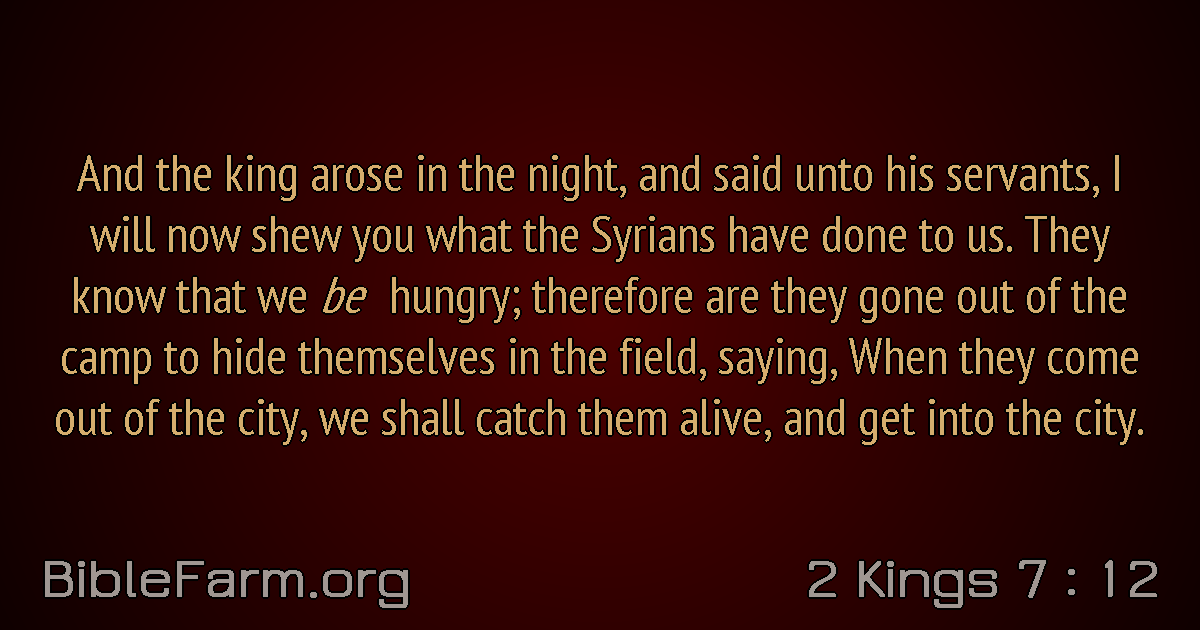 And the king arose in the night, and said unto his servants, I
will now shew you what the Syrians have done to us. They
know that we be hungry; therefore are they gone out of the
camp to hide themselves in the field, saying, When they come
out of the city, we shall catch them alive, and get into the city.
BibleFarm.org
2 Kings 7 : 12